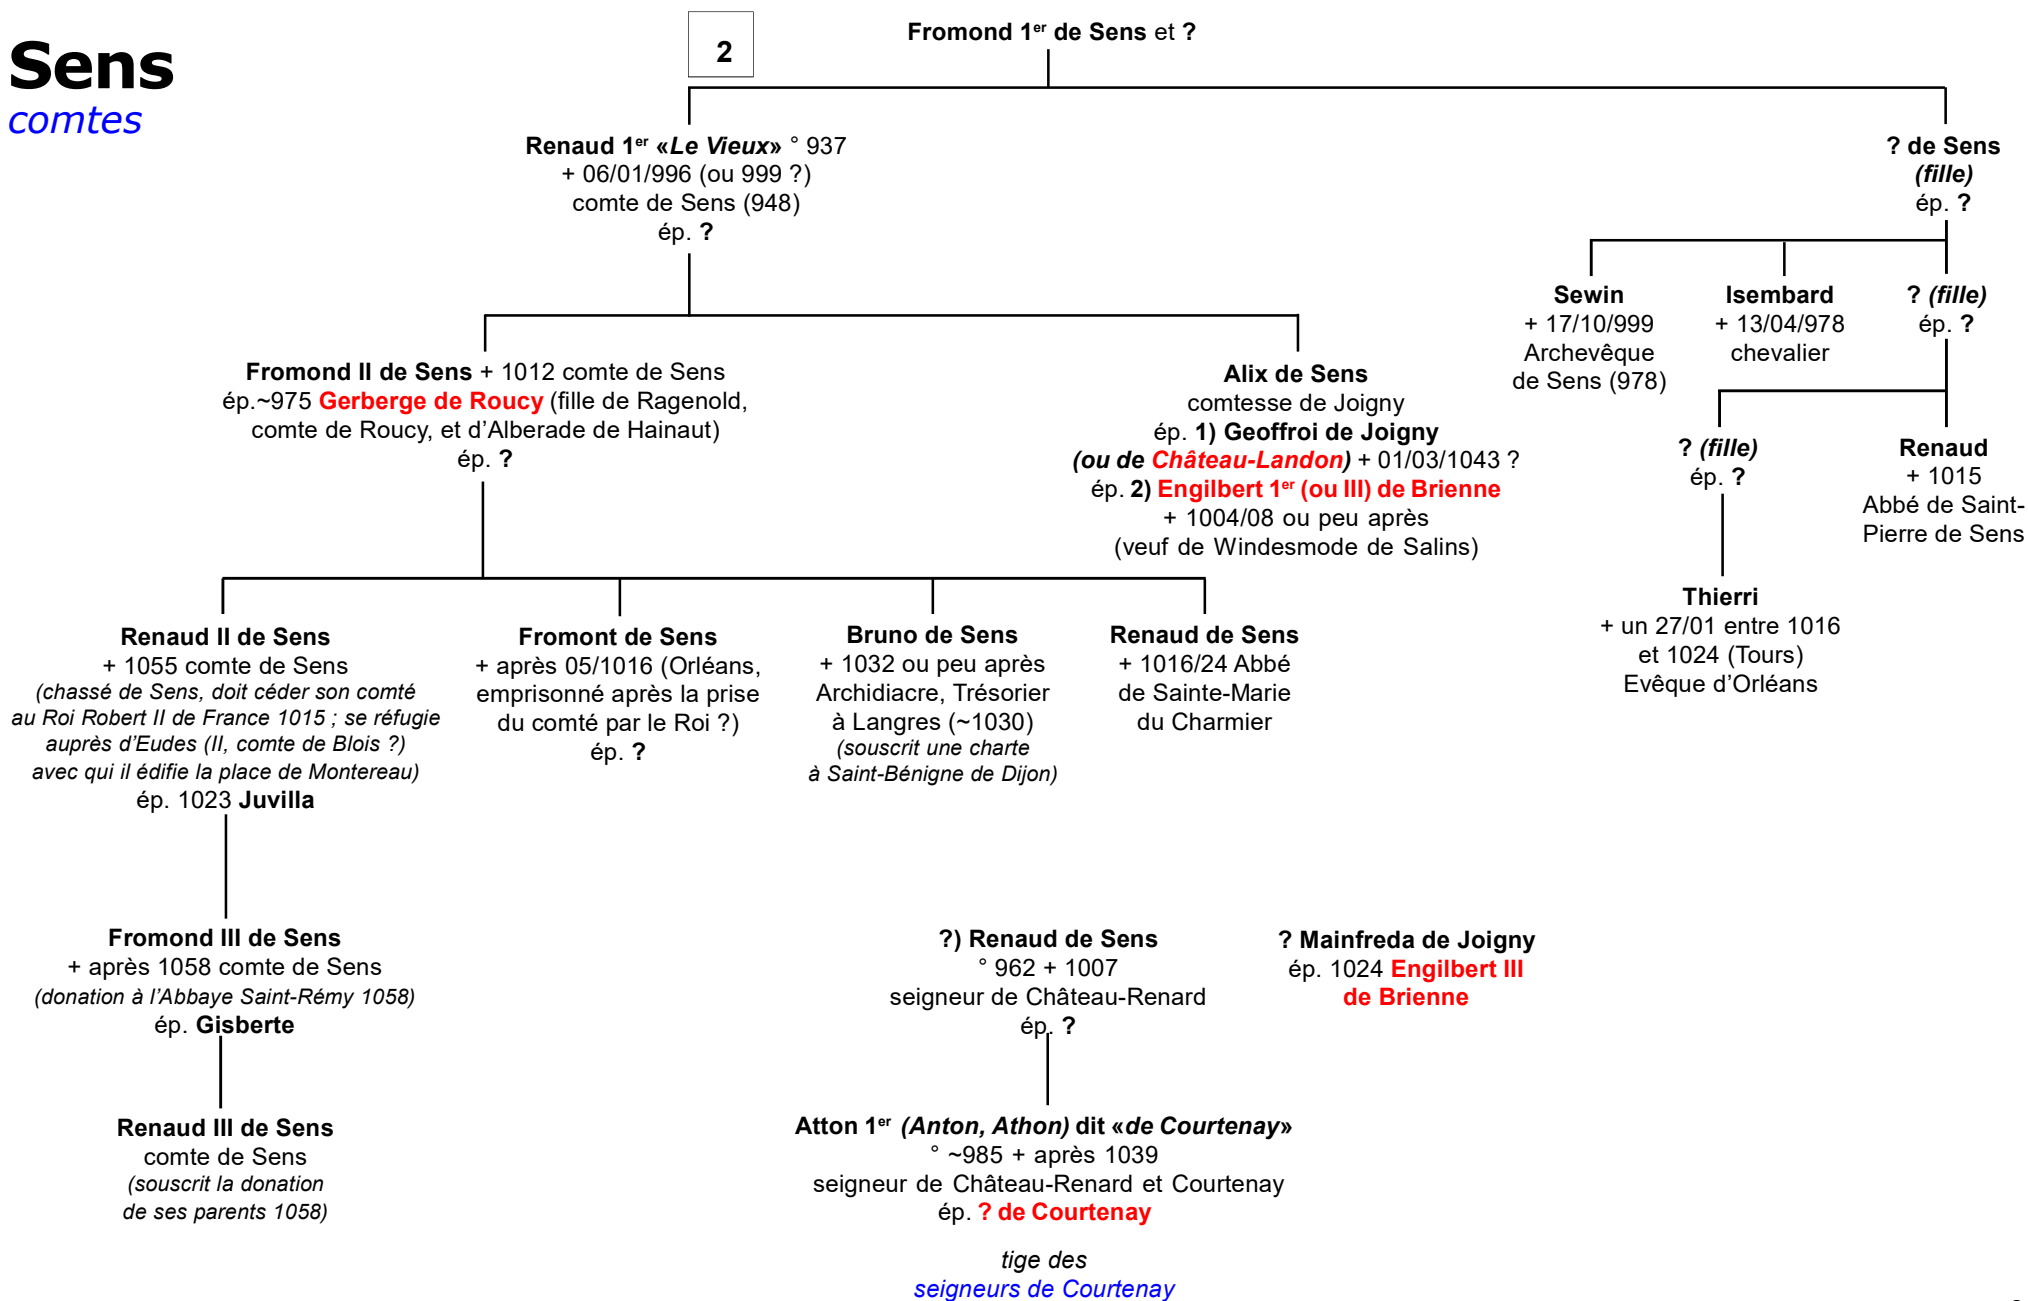 Sens
comtes
2
Fromond 1er de Sens et ?
Renaud 1er «Le Vieux» ° 937
+ 06/01/996 (ou 999 ?)
comte de Sens (948)
ép. ?
? de Sens
(fille)
ép. ?
Sewin
+ 17/10/999
Archevêque
de Sens (978)
Isembard
+ 13/04/978
chevalier
? (fille)
ép. ?
Fromond II de Sens + 1012 comte de Sens
ép.~975 Gerberge de Roucy (fille de Ragenold,
comte de Roucy, et d’Alberade de Hainaut)
ép. ?
Alix de Sens
comtesse de Joigny
ép. 1) Geoffroi de Joigny
(ou de Château-Landon) + 01/03/1043 ?
ép. 2) Engilbert 1er (ou III) de Brienne
+ 1004/08 ou peu après
(veuf de Windesmode de Salins)
? (fille)
ép. ?
Renaud
+ 1015
Abbé de Saint-
Pierre de Sens
Thierri
+ un 27/01 entre 1016
et 1024 (Tours)
Evêque d’Orléans
Renaud II de Sens
+ 1055 comte de Sens
(chassé de Sens, doit céder son comté
au Roi Robert II de France 1015 ; se réfugie
auprès d’Eudes (II, comte de Blois ?)
avec qui il édifie la place de Montereau)
ép. 1023 Juvilla
Fromont de Sens
+ après 05/1016 (Orléans,
emprisonné après la prise
du comté par le Roi ?)
ép. ?
Bruno de Sens
+ 1032 ou peu après
Archidiacre, Trésorier
à Langres (~1030)
(souscrit une charte
à Saint-Bénigne de Dijon)
Renaud de Sens
+ 1016/24 Abbé
de Sainte-Marie
du Charmier
Fromond III de Sens
+ après 1058 comte de Sens
(donation à l’Abbaye Saint-Rémy 1058)
ép. Gisberte
?) Renaud de Sens
° 962 + 1007
seigneur de Château-Renard
ép. ?
? Mainfreda de Joigny
ép. 1024 Engilbert III
de Brienne
Renaud III de Sens
comte de Sens
(souscrit la donation
de ses parents 1058)
Atton 1er (Anton, Athon) dit «de Courtenay»
° ~985 + après 1039
seigneur de Château-Renard et Courtenay
ép. ? de Courtenay
tige des
seigneurs de Courtenay